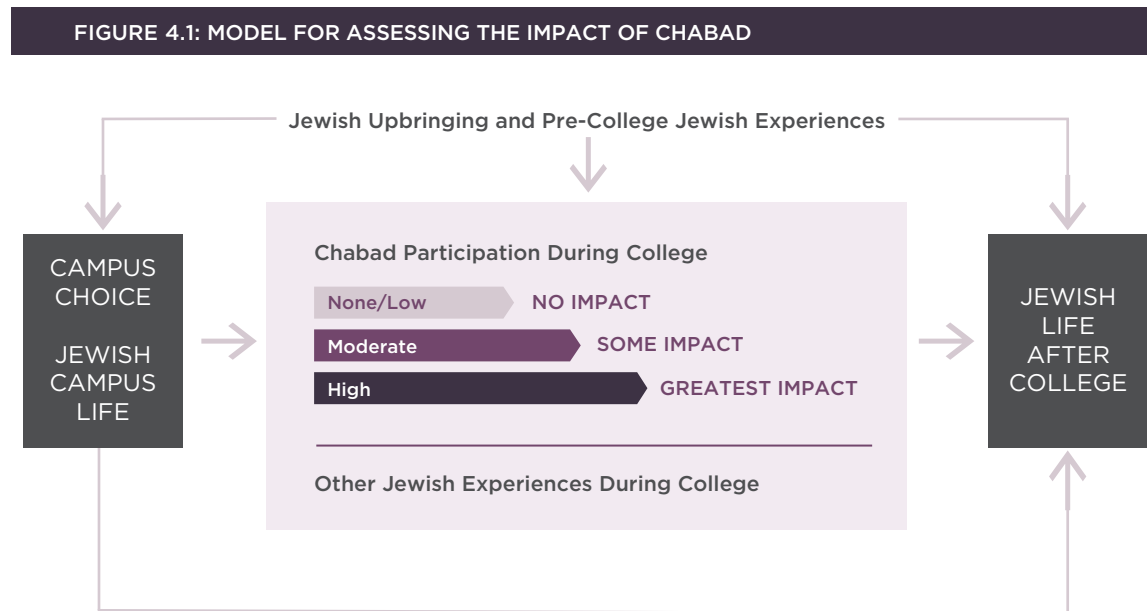 FIGURE 4.1: MODEL FOR ASSESSING THE IMPACT OF CHABAD
Jewish Upbringing and Pre-College Jewish Experiences
CAMPUS
CHOICE
JEWISH
CAMPUS
LIFE
Chabad Participation During College
None/Low NO IMPACT
Moderate SOME IMPACT
High GREATEST IMPACT
Other Jewish Experiences During College
JEWISH
LIFE
AFTER
COLLEGE